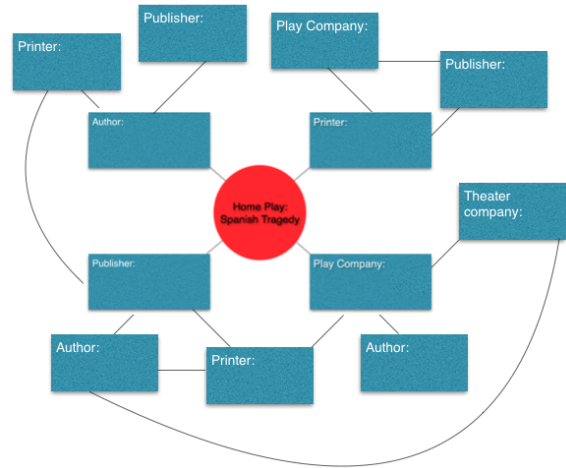 Publisher:
Play Company:
Printer:
Publisher:
Author:
Printer:
Home Play:
Spanish Tragedy
Theater
company:
Publisher:
Play Company:
Author:
Printer:
Author: